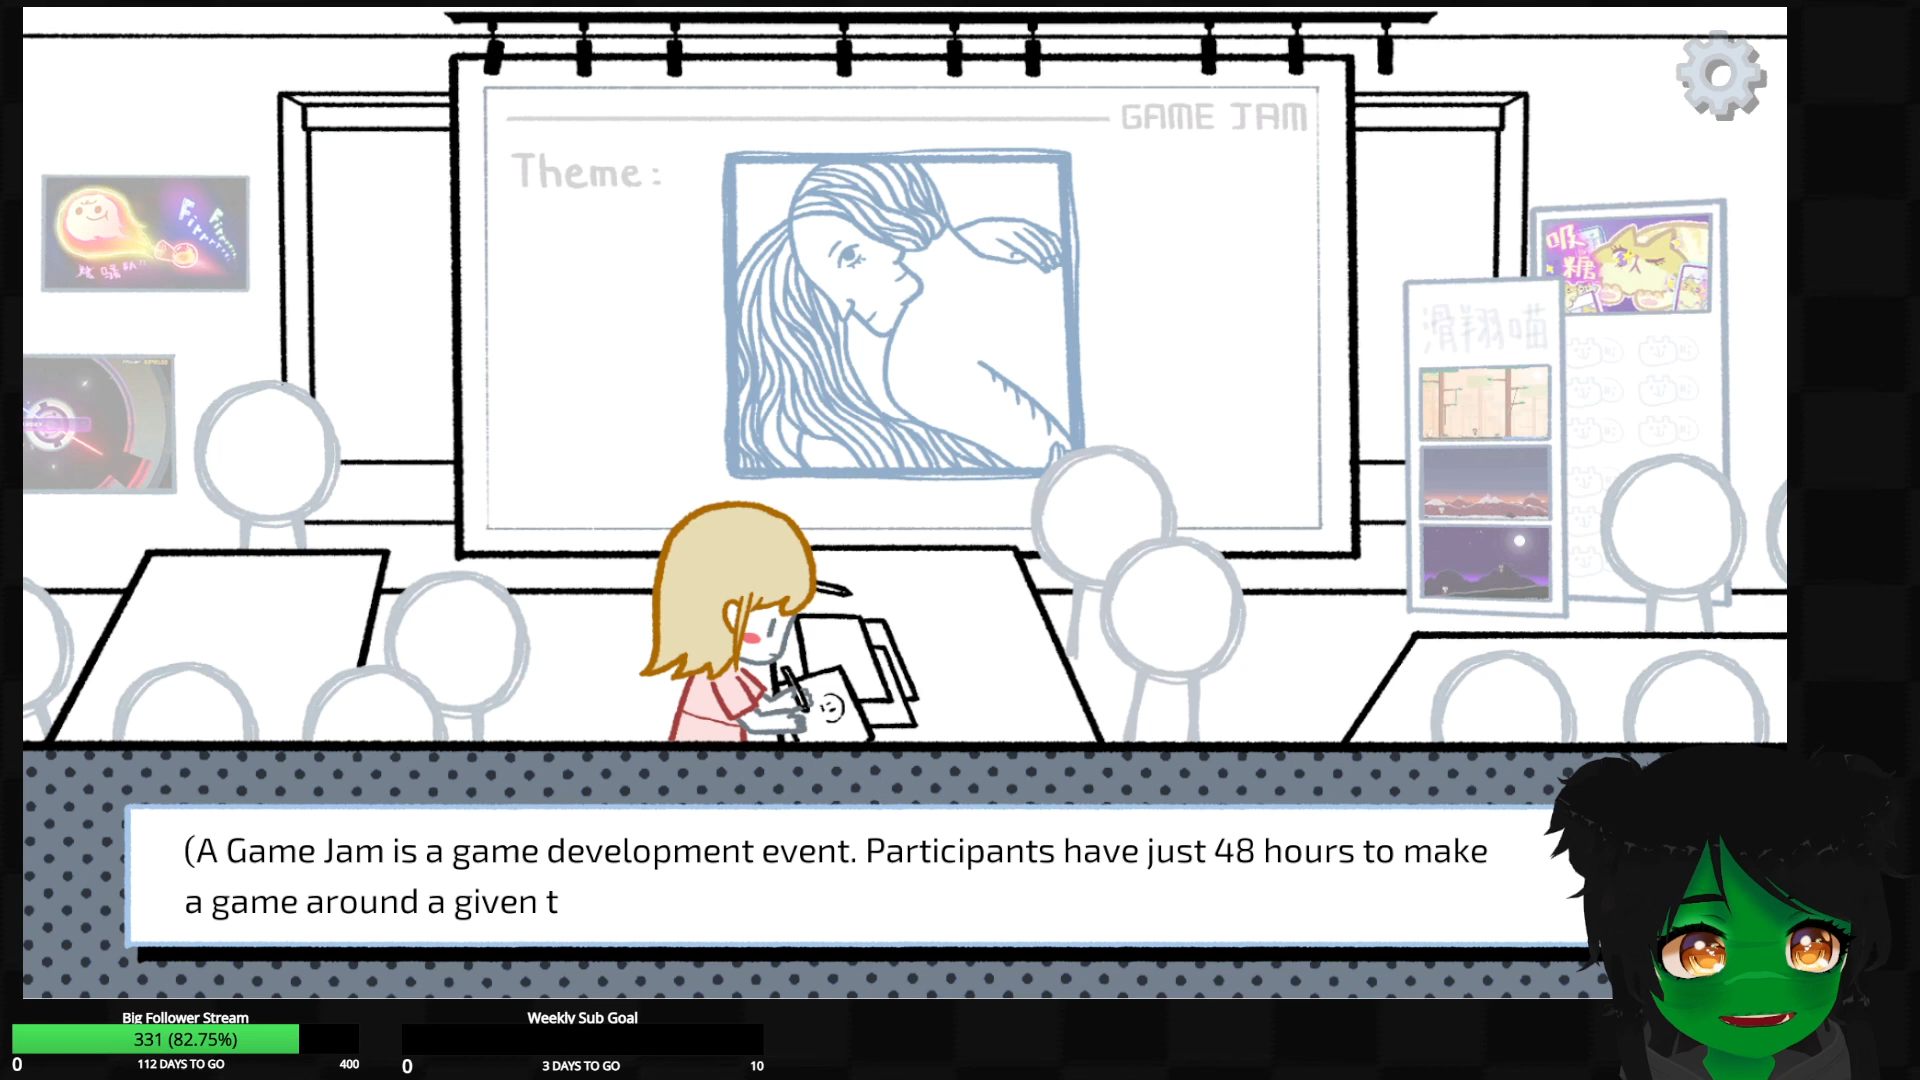 GAME JAM
Theme:
吸
糖
滑翔喵
(A Game Jam is a game development event. Participants have just 48 hours to make
a game around a given t
Big Follower Stream
331 (82.75%)
0
112 DAYS TO GO
400
Weekly Sub Goal
0
3 DAYS TO GO
10